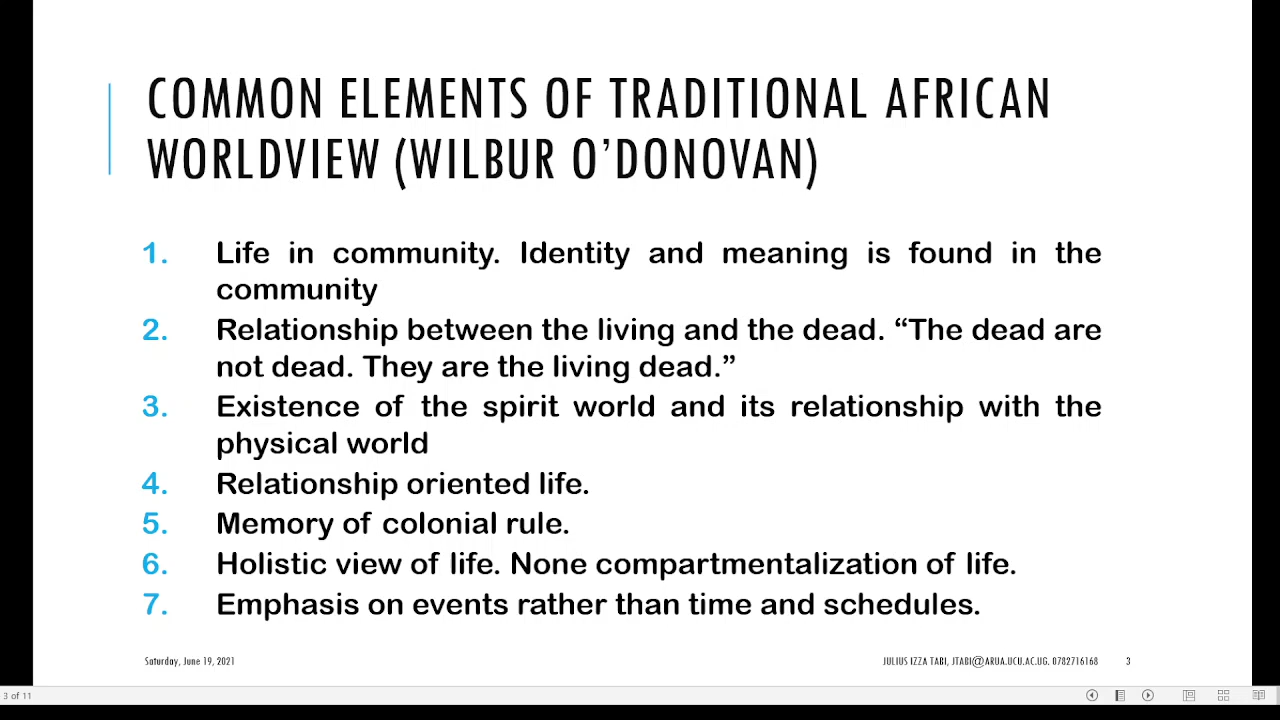 COMMON ELEMENTS OF TRADITIONAL AFRICAN
WORLDVIEW (WILBUR O’DONOVAN)
1. Life in community. Identity and meaning is found in the
community
2. Relationship between the living and the dead. “The dead are
not dead. They are the living dead.”
3. Existence of the spirit world and its relationship with the
physical world
4. Relationship oriented life.
5. Memory of colonial rule.
6. Holistic view of life. None compartmentalization of life.
7. Emphasis on events rather than time and schedules.
Saturday, June 19, 2021
JULIUS IZZA TABI, JTABI@ARUA.UCU.AC.UG. 0782716168
3
3 of 11